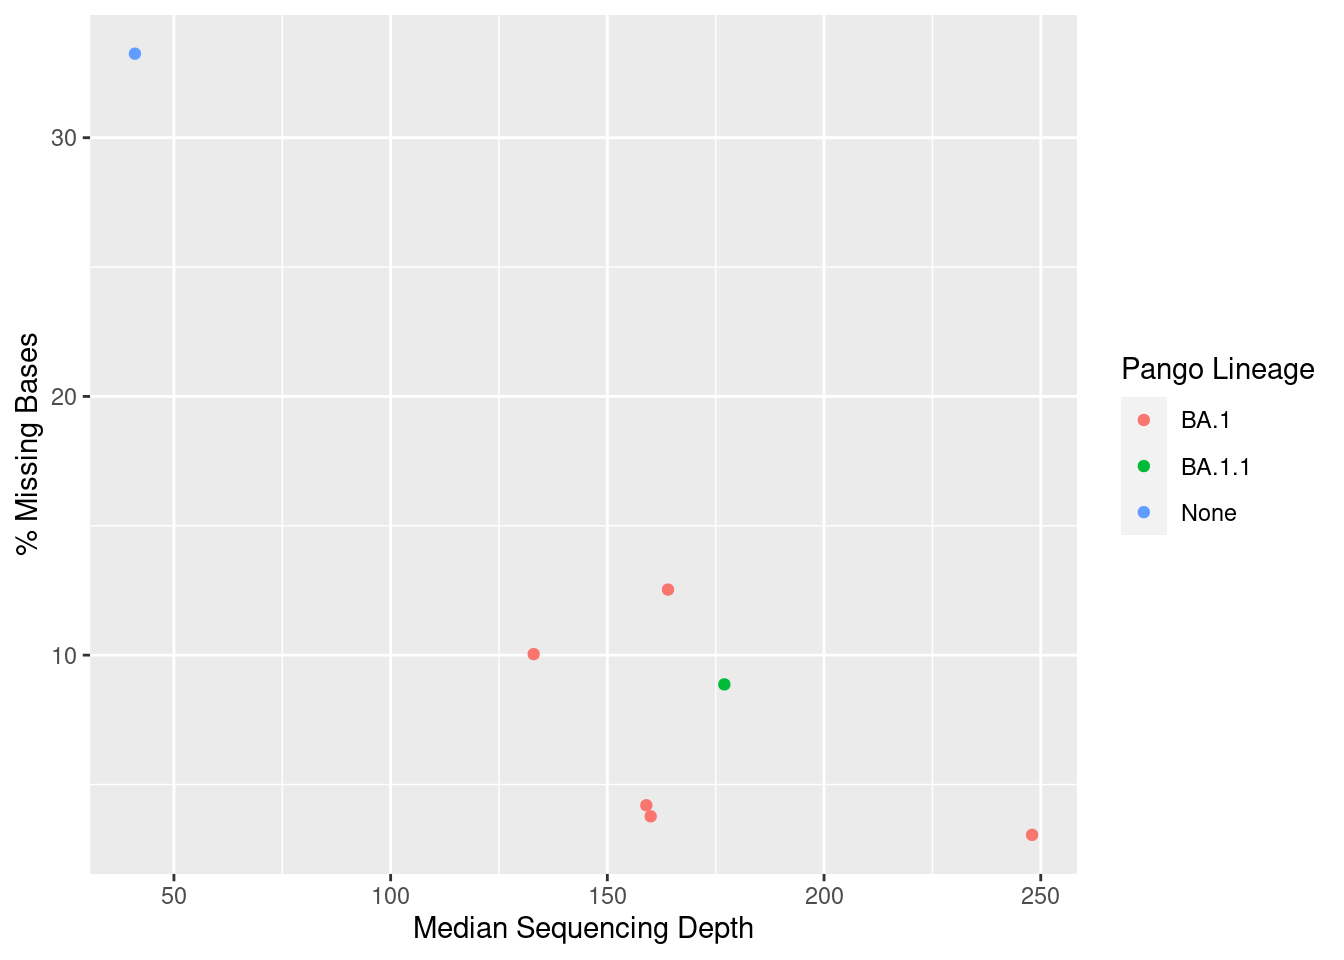 30
20
10
% Missing Bases
50
100
150
200
250
Median Sequencing Depth
Pango Lineage
BA.1
BA.1.1
None